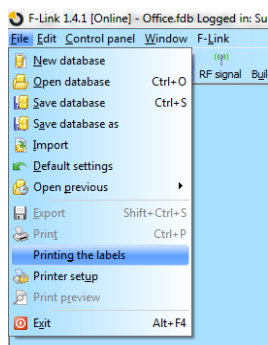 F-Link 1.4.1 [Online] - Office.fdb Logged in: Su
File Edit Control panel Window F-Link
New database
RF signal
Open database Ctrl+O
Save database Ctrl+S
Save database as
Import
Default settings
Open previous
Export Shift+Ctrl+S
Print Ctrl+P
Printing the labels
Printer setup
Print preview
Exit Alt+F4